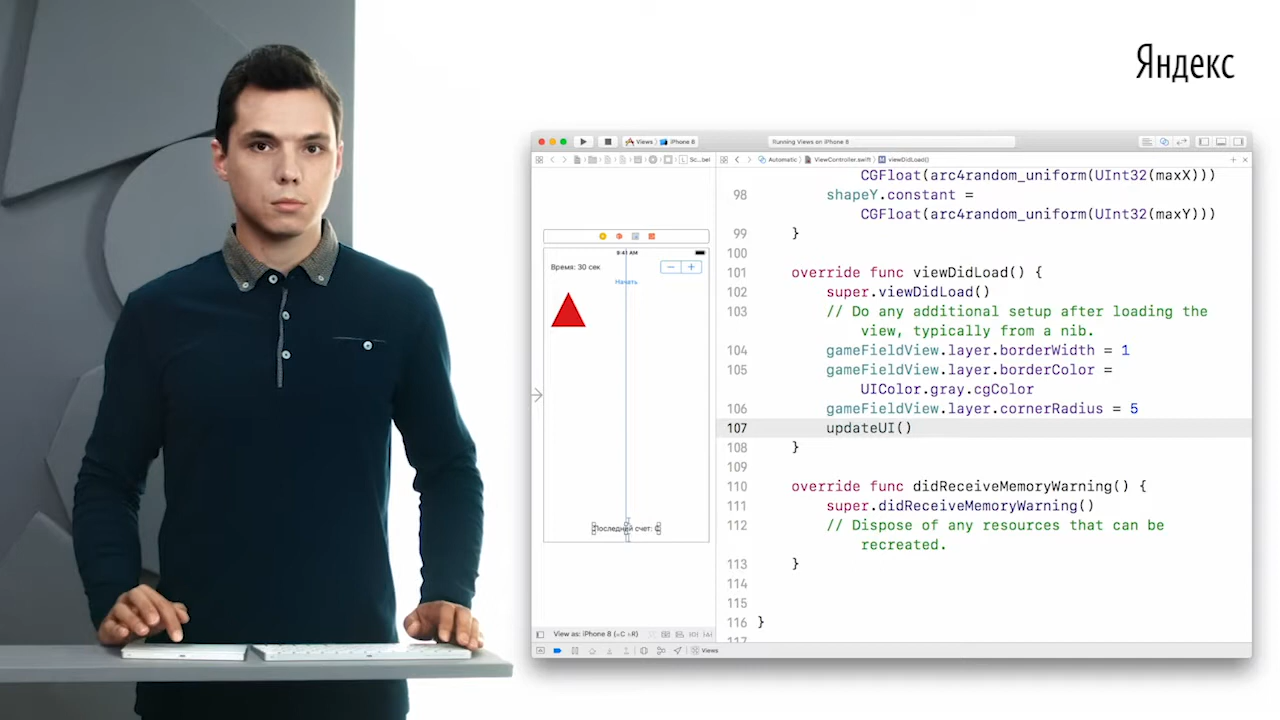 Яндекс
Views
iPhone 8
Running Views on iPhone 8
Automatic
ViewController.swift
viewDidLoad()
CGFloat(arc4random_uniform(UInt32(maxX)))
98 shapeY.constant =
CGFloat(arc4random_uniform(UInt32(maxY)))
99 }
100
101 override func viewDidLoad() {
102 super.viewDidLoad()
103 // Do any additional setup after loading the
view, typically from a nib.
104 gameFieldView.layer.borderWidth = 1
105 gameFieldView.layer.borderColor =
UIColor.gray.cgColor
106 gameFieldView.layer.cornerRadius = 5
107 updateUI()
108 }
109
110 override func didReceiveMemoryWarning() {
111 super.didReceiveMemoryWarning()
112 // Dispose of any resources that can be
recreated.
113 }
114
115
116 }
117
9:41 AM
Время: 30 сек
− +
Начать
Последний счет: 0
View as: iPhone 8
Views